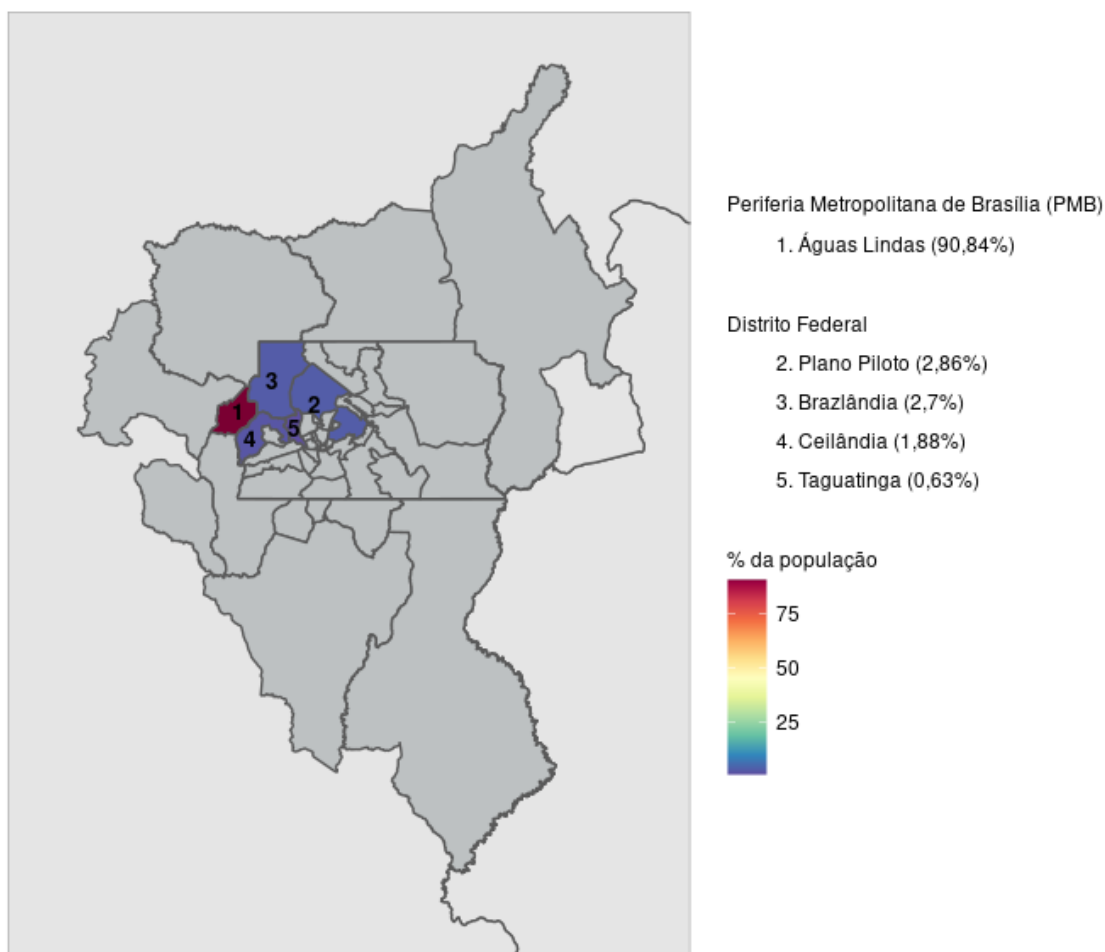 Periferia Metropolitana de Brasília (PMB)
1. Águas Lindas (90,84%)
Distrito Federal
2. Plano Piloto (2,86%)
3. Brazlândia (2,7%)
4. Ceilândia (1,88%)
5. Taguatinga (0,63%)
% da população
75
50
25
3
2
1
5
4